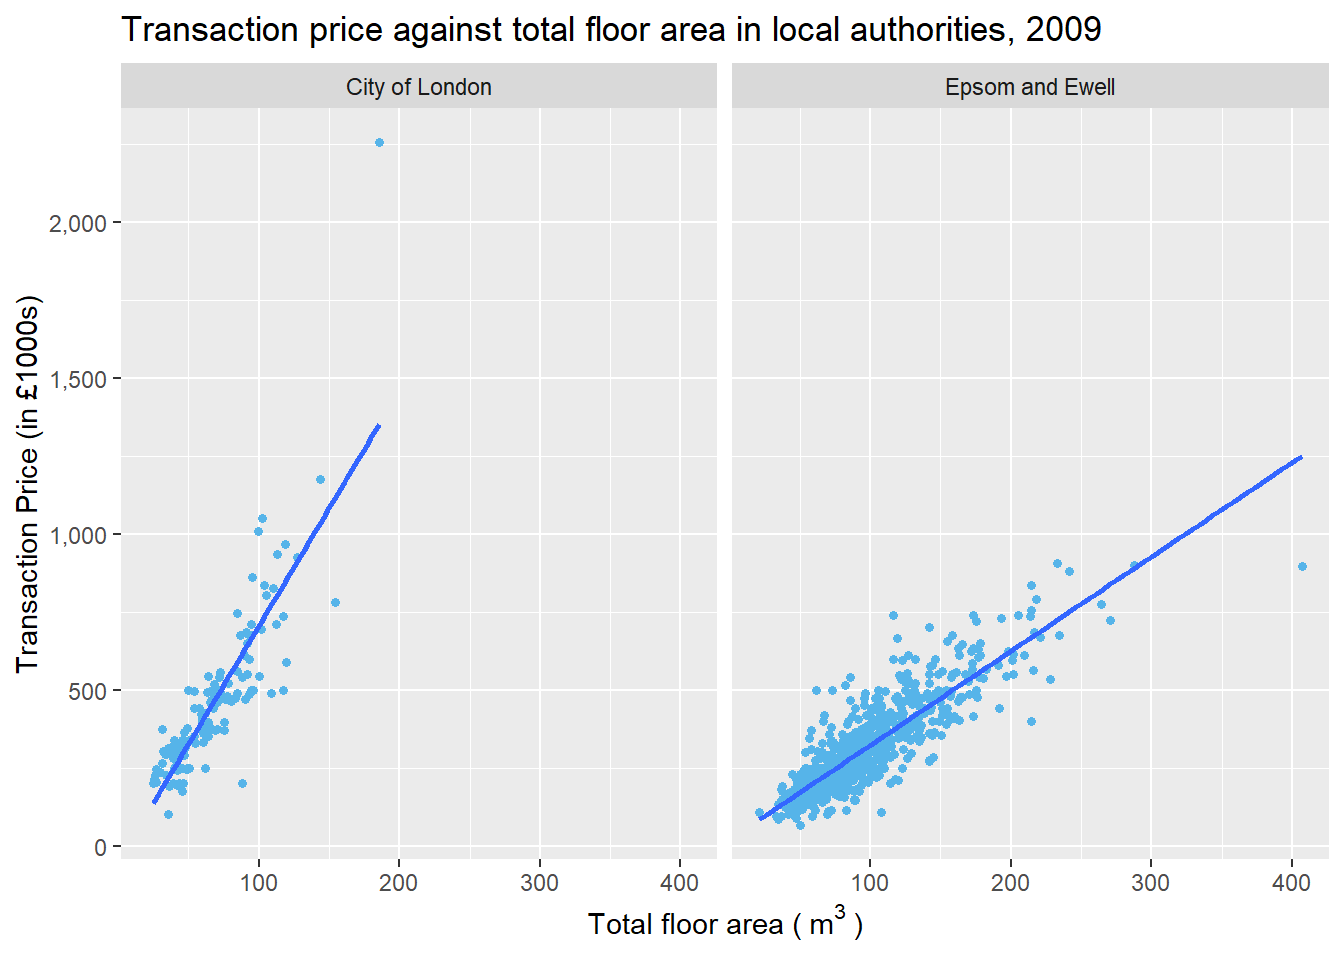 Transaction price against total floor area in local authorities, 2009
City of London
Epsom and Ewell
Transaction Price (in £1000s)
2,000
1,500
1,000
500
0
100 200 300 400
100 200 300 400
Total floor area ( m³ )